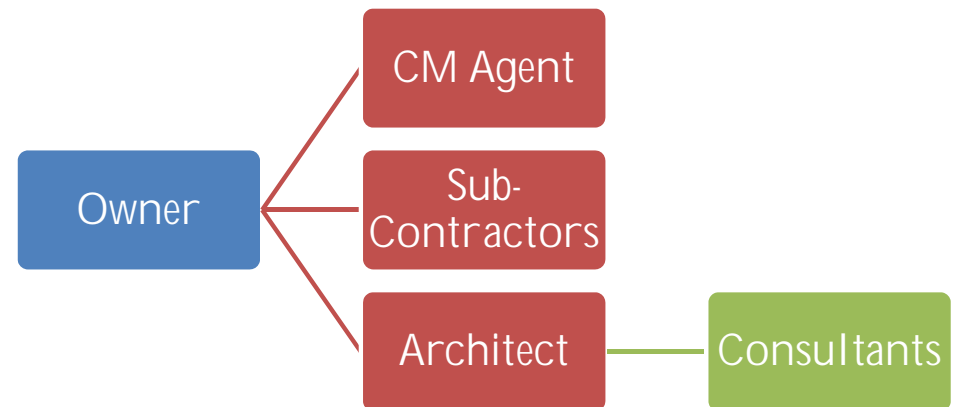 CM Agent
Owner
Sub-
Contractors
Architect
Consultants